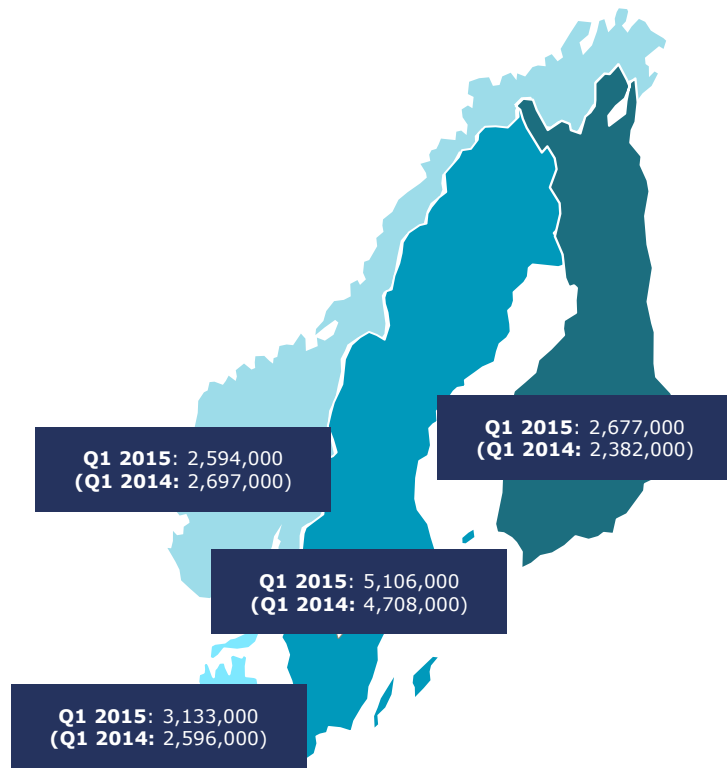 Q1 2015: 2,677,000
(Q1 2014: 2,382,000)
Q1 2015: 2,594,000
(Q1 2014: 2,697,000)
Q1 2015: 5,106,000
(Q1 2014: 4,708,000)
Q1 2015: 3,133,000
(Q1 2014: 2,596,000)